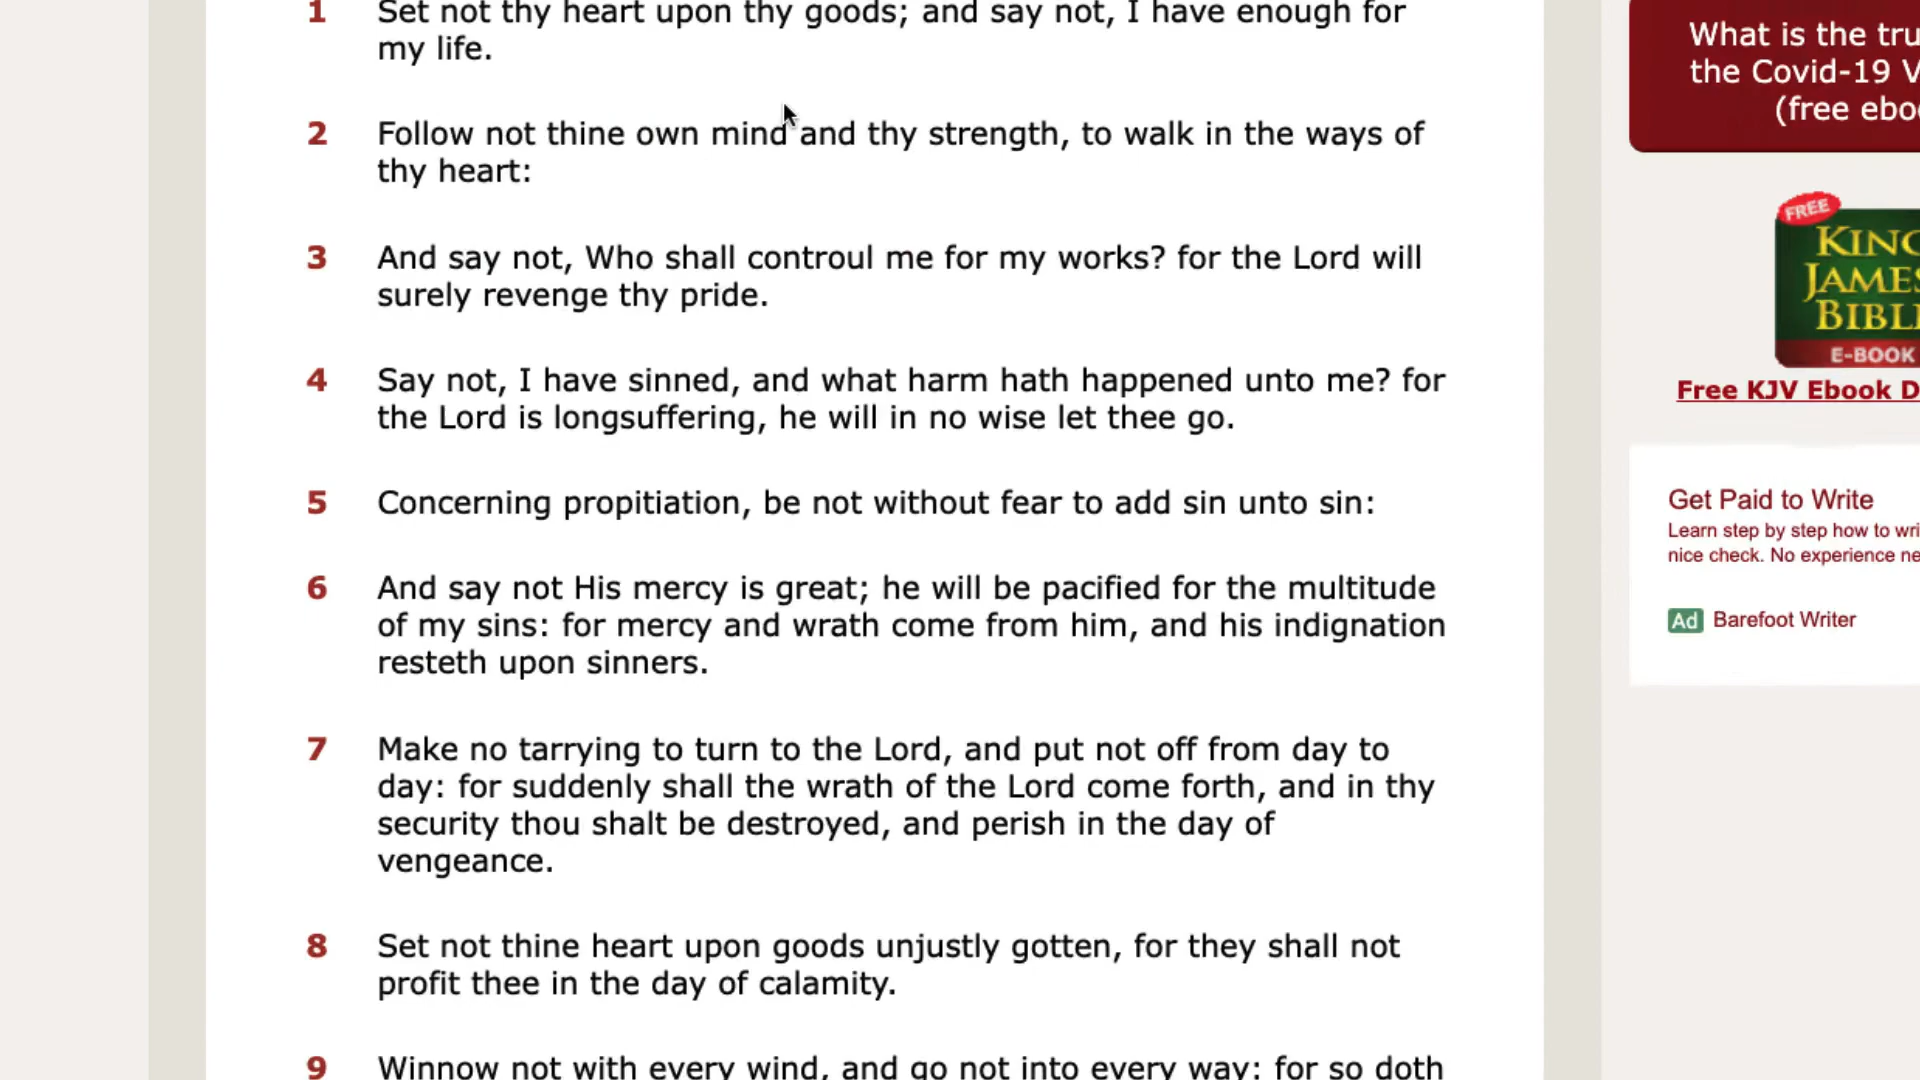 1 Set not thy heart upon thy goods; and say not, I have enough for
my life.
2 Follow not thine own mind and thy strength, to walk in the ways of
thy heart:
3 And say not, Who shall controul me for my works? for the Lord will
surely revenge thy pride.
4 Say not, I have sinned, and what harm hath happened unto me? for
the Lord is longsuffering, he will in no wise let thee go.
5 Concerning propitiation, be not without fear to add sin unto sin:
6 And say not His mercy is great; he will be pacified for the multitude
of my sins: for mercy and wrath come from him, and his indignation
resteth upon sinners.
7 Make no tarrying to turn to the Lord, and put not off from day to
day: for suddenly shall the wrath of the Lord come forth, and in thy
security thou shalt be destroyed, and perish in the day of
vengeance.
8 Set not thine heart upon goods unjustly gotten, for they shall not
profit thee in the day of calamity.
9 Winnow not with every wind, and go not into every way: for so doth
What is the
the Covid-19
(free
FREE
E-BOOK
Free KJV Ebook
Get Paid to Write
Learn step by step how to
nice check. No experience
Ad Barefoot Writer